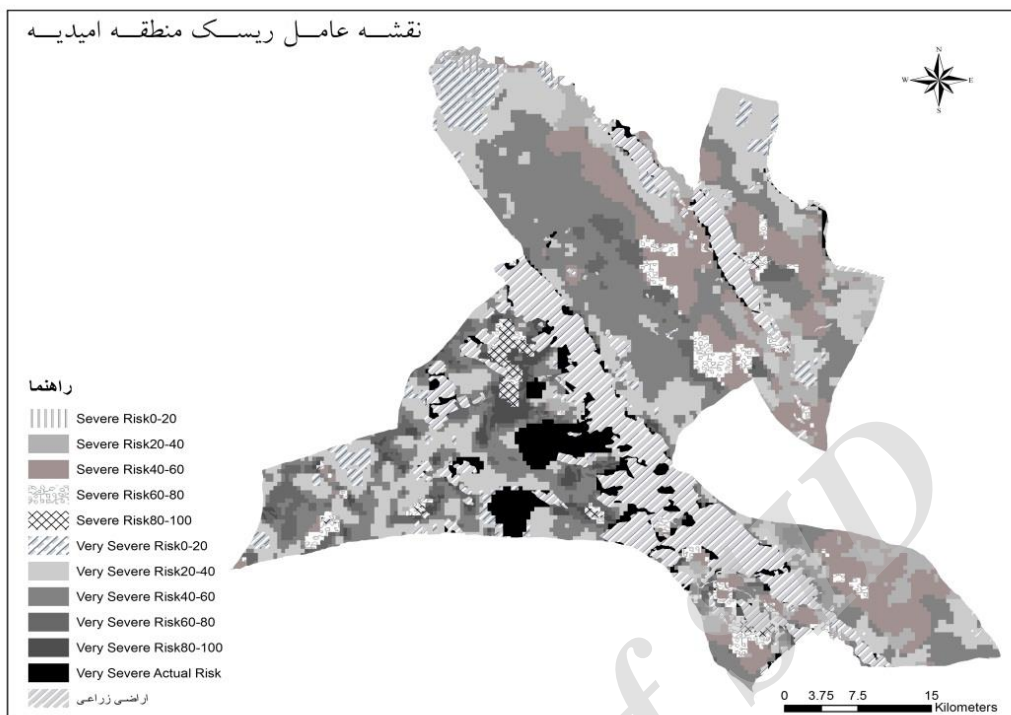 نقشه عامل ریسک منطقه امیدیه
N
W E
S
راهنما
Severe Risk0-20
Severe Risk20-40
Severe Risk40-60
Severe Risk60-80
Severe Risk80-100
Very Severe Risk0-20
Very Severe Risk20-40
Very Severe Risk40-60
Very Severe Risk60-80
Very Severe Risk80-100
Very Severe Actual Risk
اراضی زراعی
0 3.75 7.5 15
Kilometers
of SID